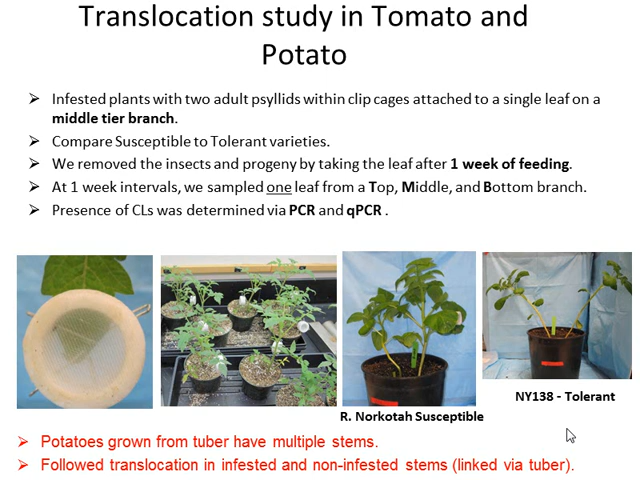 Translocation study in Tomato and
Potato
➢ Infested plants with two adult psyllids within clip cages attached to a single leaf on a
middle tier branch.
➢ Compare Susceptible to Tolerant varieties.
➢ We removed the insects and progeny by taking the leaf after 1 week of feeding.
➢ At 1 week intervals, we sampled one leaf from a Top, Middle, and Bottom branch.
➢ Presence of CLs was determined via PCR and qPCR .
R. Norkotah Susceptible
NY138 - Tolerant
➢ Potatoes grown from tuber have multiple stems.
➢ Followed translocation in infested and non-infested stems (linked via tuber).